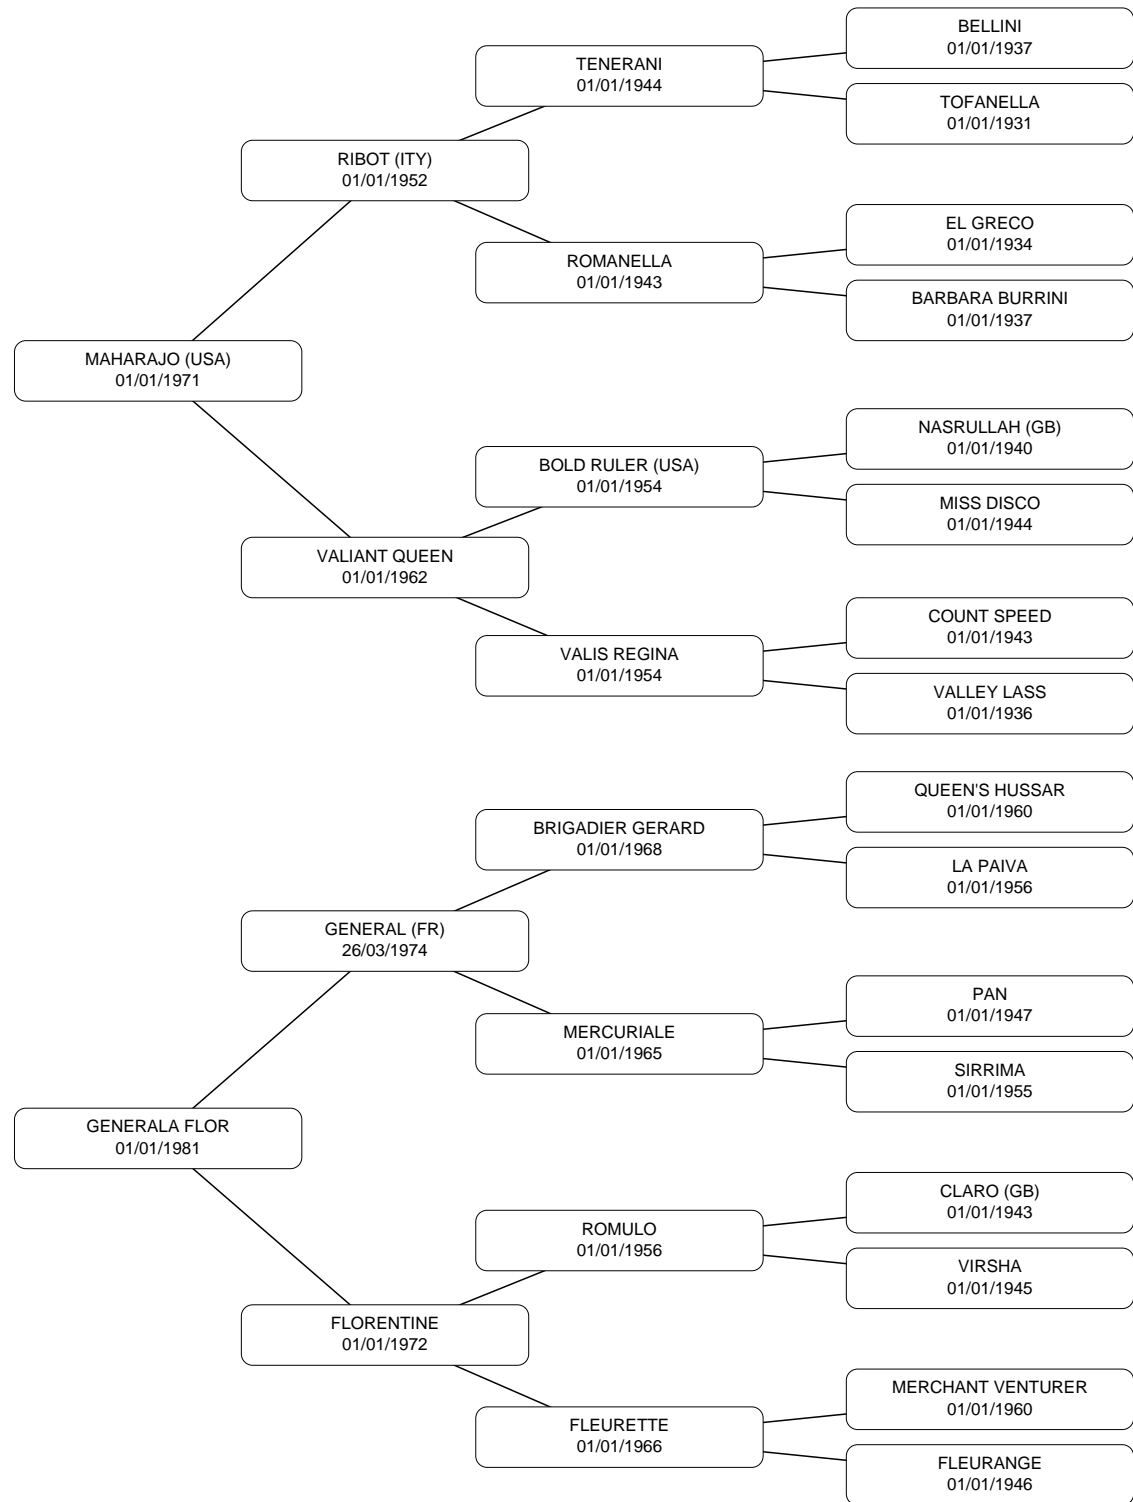 BELLINI
01/01/1937
TENERANI
01/01/1944
TOFANELLA
01/01/1931
RIBOT (ITY)
01/01/1952
EL GRECO
01/01/1934
ROMANELLA
01/01/1943
BARBARA BURRINI
01/01/1937
MAHARAJO (USA)
01/01/1971
NASRULLAH (GB)
01/01/1940
BOLD RULER (USA)
01/01/1954
MISS DISCO
01/01/1944
VALIANT QUEEN
01/01/1962
COUNT SPEED
01/01/1943
VALIS REGINA
01/01/1954
VALLEY LASS
01/01/1936
QUEEN'S HUSSAR
01/01/1960
BRIGADIER GERARD
01/01/1968
LA PAIVA
01/01/1956
GENERAL (FR)
26/03/1974
PAN
01/01/1947
MERCURIALE
01/01/1965
SIRRIMA
01/01/1955
GENERALA FLOR
01/01/1981
CLARO (GB)
01/01/1943
ROMULO
01/01/1956
VIRSHA
01/01/1945
FLORENTINE
01/01/1972
MERCHANT VENTURER
01/01/1960
FLEURETTE
01/01/1966
FLEURANGE
01/01/1946